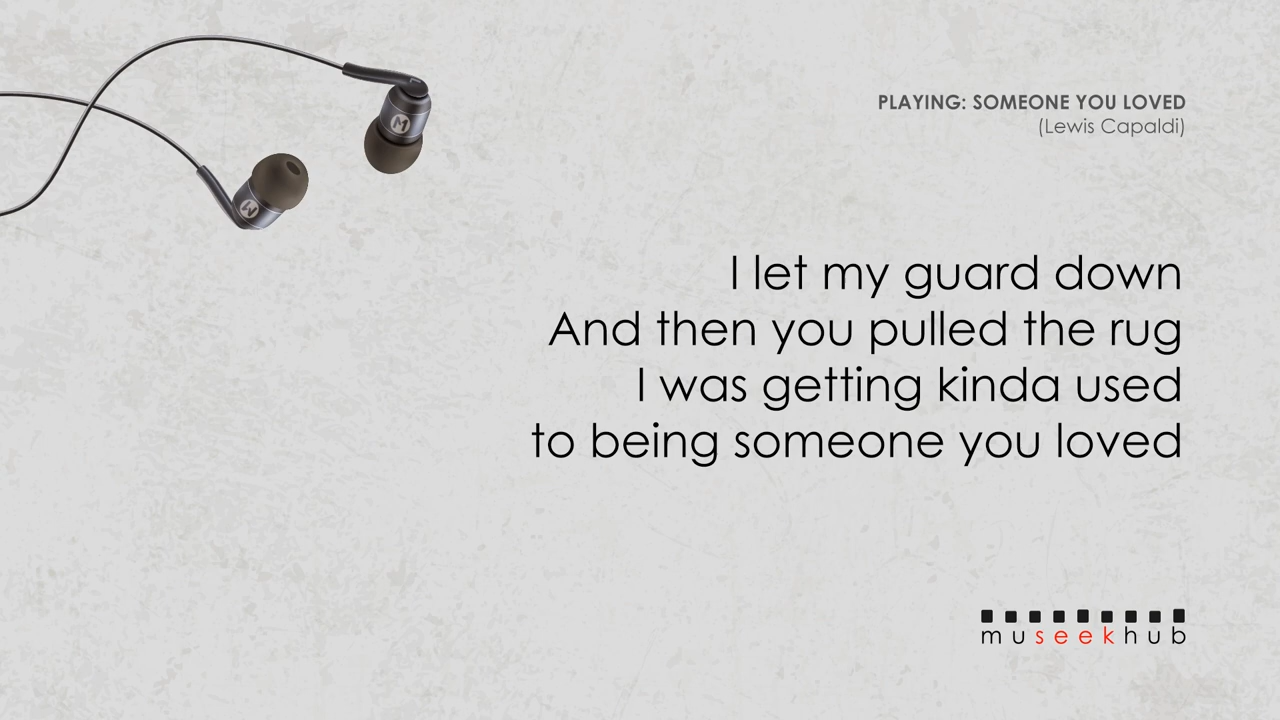 PLAYING: SOMEONE YOU LOVED
(Lewis Capaldi)
I let my guard down
And then you pulled the rug
I was getting kinda used
to being someone you loved
museekhub
M
M